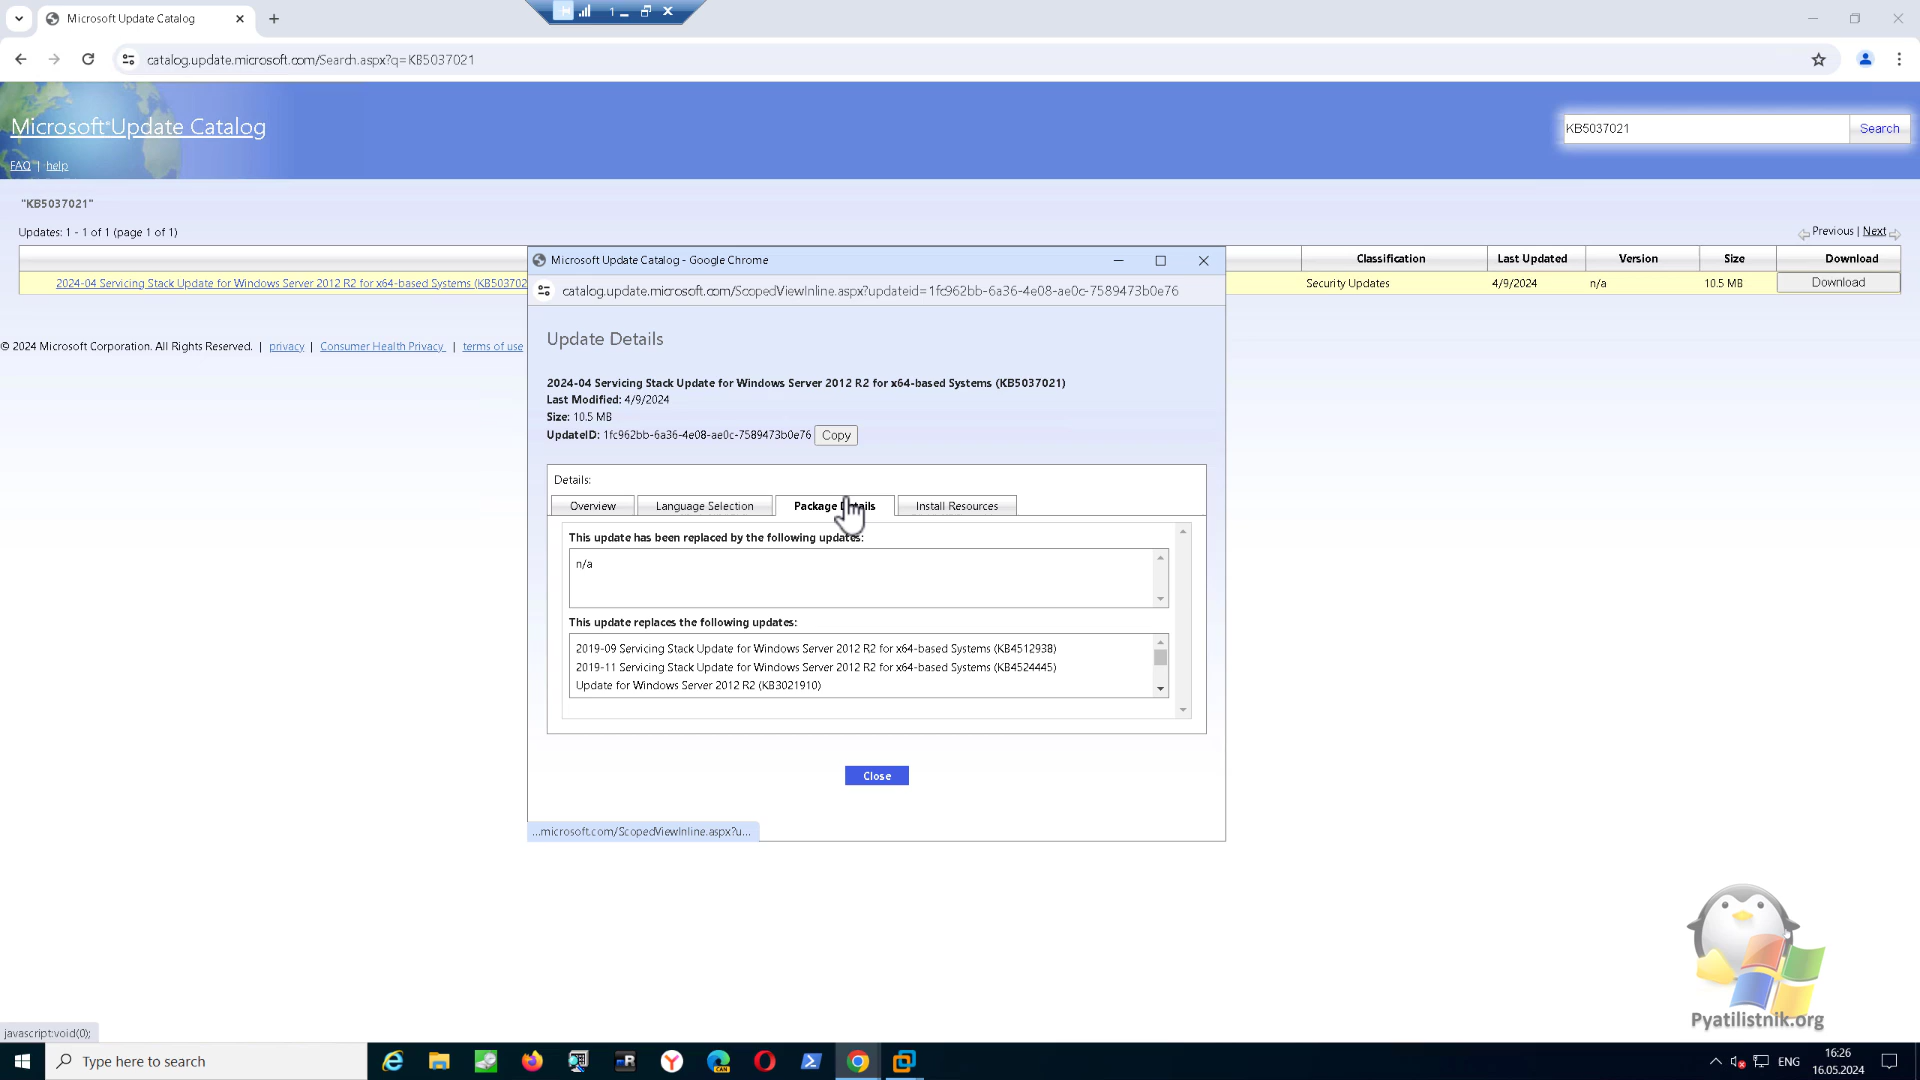 Microsoft Update Catalog
1
catalog.update.microsoft.com/Search.aspx?q=KB5037021
Microsoft® Update Catalog
KB5037021
Search
FAQ | help
"KB5037021"
Updates: 1 - 1 of 1 (page 1 of 1)
Previous | Next
Classification Last Updated Version Size Download
2024-04 Servicing Stack Update for Windows Server 2012 R2 for x64-based Systems (KB503702
Security Updates 4/9/2024 n/a 10.5 MB Download
© 2024 Microsoft Corporation. All Rights Reserved. | privacy | Consumer Health Privacy | terms of use
Microsoft Update Catalog - Google Chrome
catalog.update.microsoft.com/ScopedViewInline.aspx?updateid=1fc962bb-6a36-4e08-ae0c-7589473b0e76
Update Details
2024-04 Servicing Stack Update for Windows Server 2012 R2 for x64-based Systems (KB5037021)
Last Modified: 4/9/2024
Size: 10.5 MB
UpdateID: 1fc962bb-6a36-4e08-ae0c-7589473b0e76 Copy
Details:
Overview Language Selection Package Details Install Resources
This update has been replaced by the following updates:
n/a
This update replaces the following updates:
2019-09 Servicing Stack Update for Windows Server 2012 R2 for x64-based Systems (KB4512938)
2019-11 Servicing Stack Update for Windows Server 2012 R2 for x64-based Systems (KB4524445)
Update for Windows Server 2012 R2 (KB3021910)
Close
...microsoft.com/ScopedViewInline.aspx?u...
Pyatilistnik.org
javascript:void(0);
Type here to search
CAN
ENG
16:26
16.05.2024